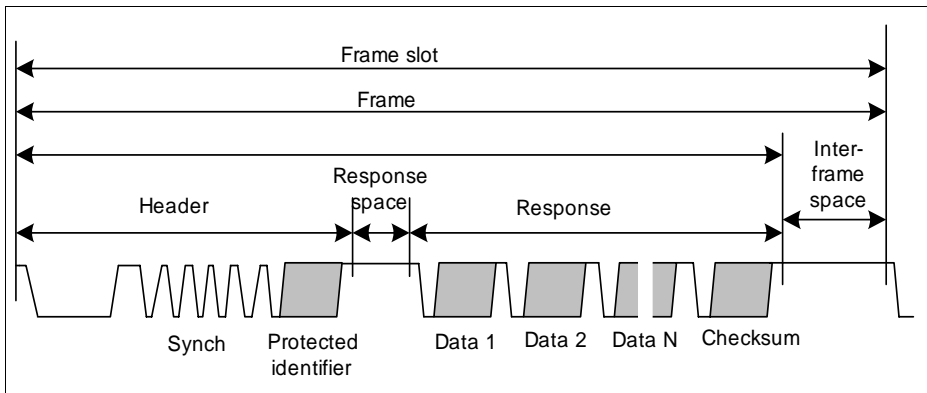 Frame slot
Frame
Inter-
frame
space
Response
space
Header
Response
Synch
Protected
identifier
Data 1
Data 2
Data N
Checksum